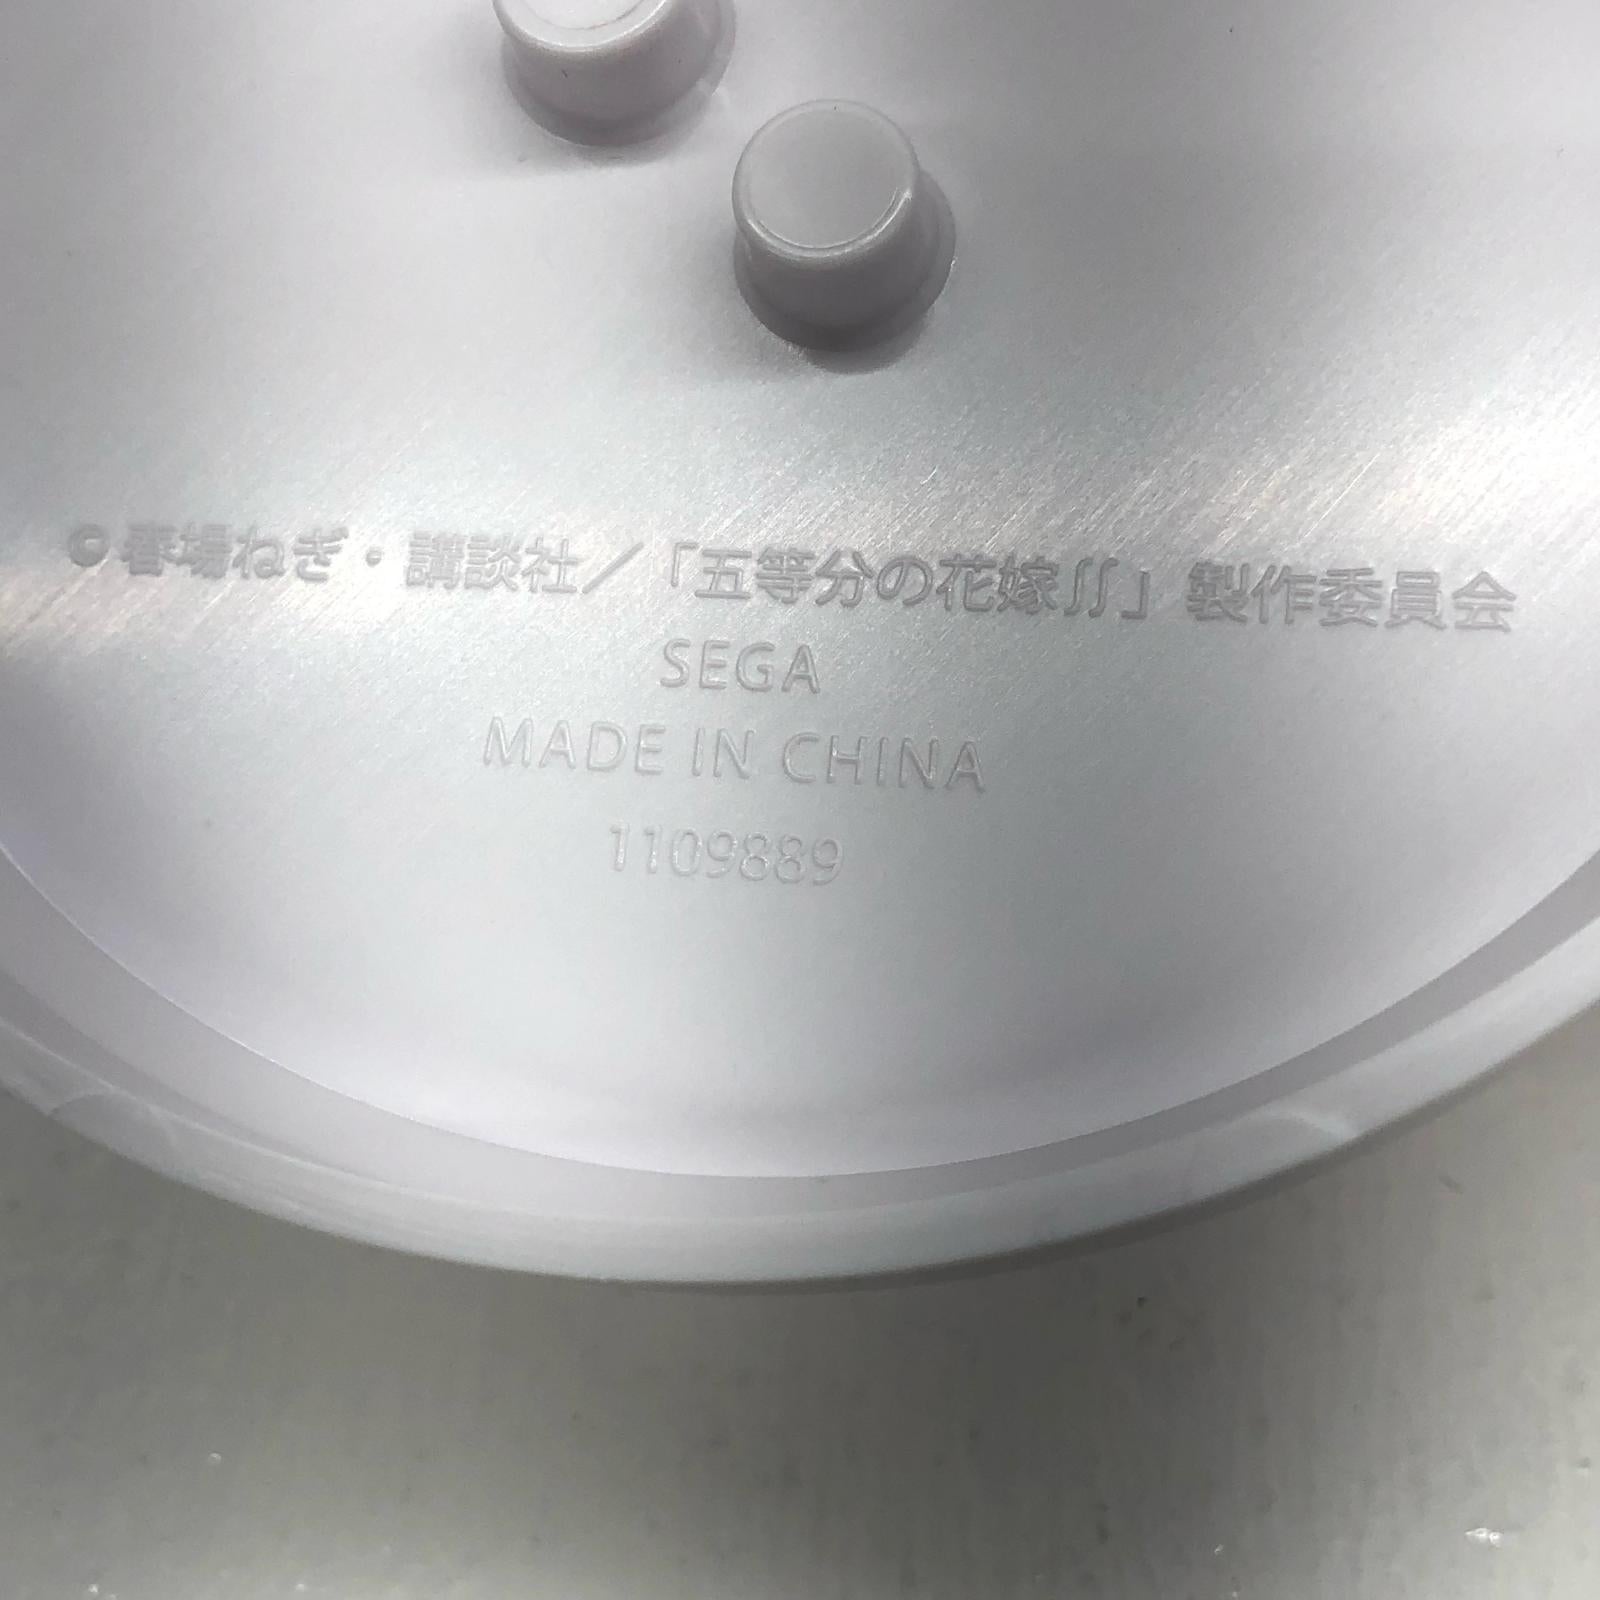 ©春場ねぎ・講談社／「五等分の花嫁∬」製作委員会
SEGA
MADE IN CHINA
1109889